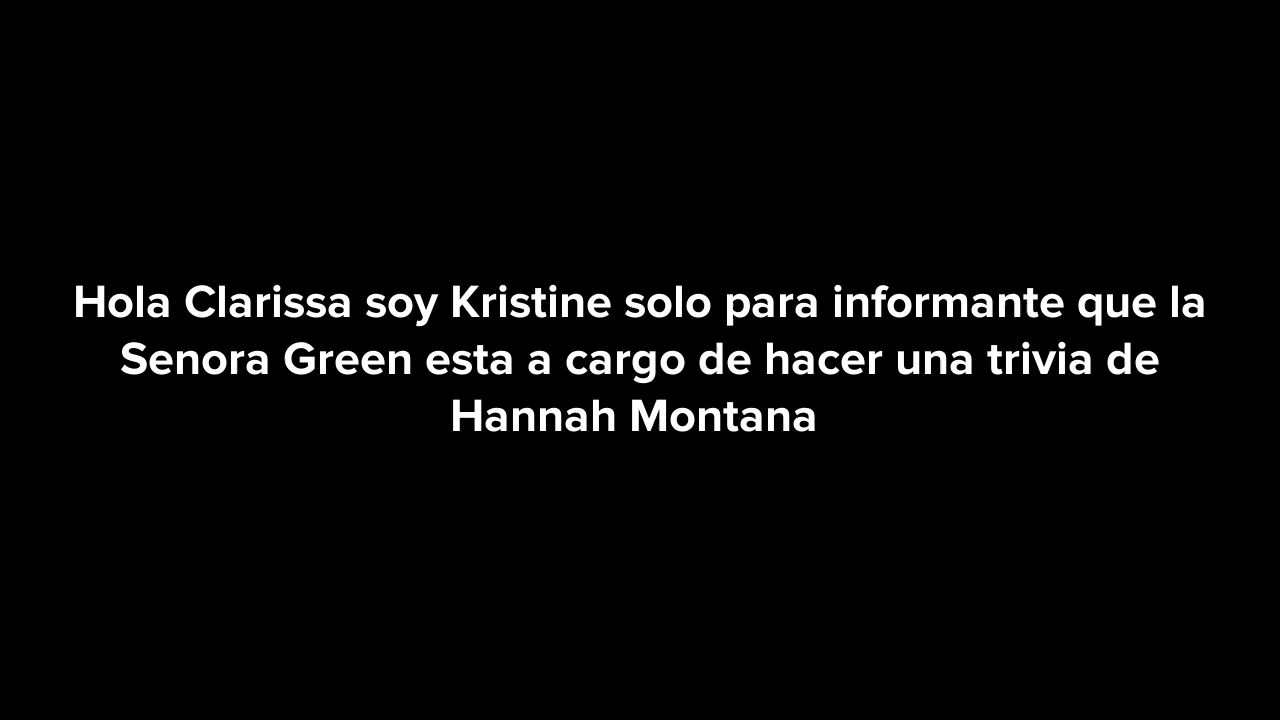 Hola Clarissa soy Kristine solo para informante que la
Senora Green esta a cargo de hacer una trivia de
Hannah Montana